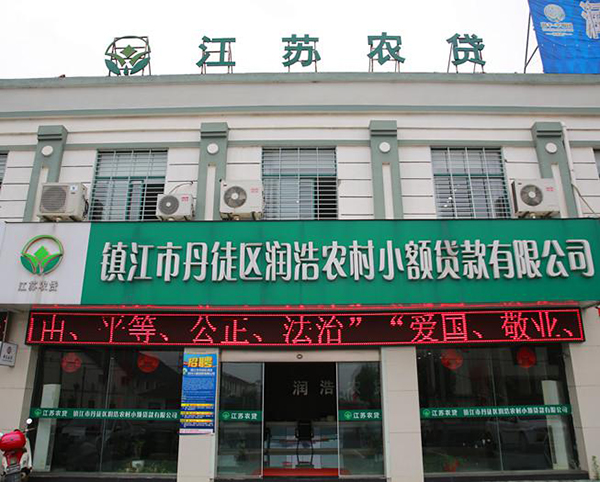 江苏农贷
镇江市丹徒区润浩农村小额贷款有限公司
江苏农贷
由、平等、公正、法治”“爱国、敬业、
招聘
润浩
江苏农贷 镇江市丹徒区润浩农村小额贷款有限公司
江苏农贷
江苏农贷 镇江市丹徒区润浩农村小额贷款有限公司